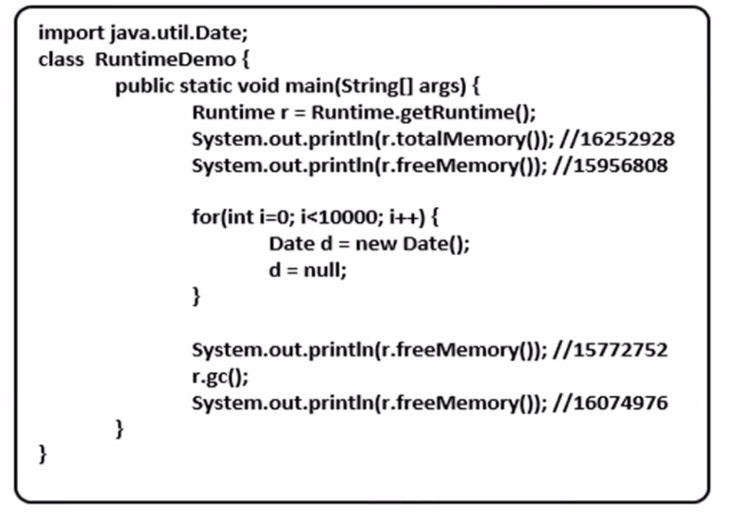 import java.util.Date;
class RuntimeDemo {
public static void main(String[] args) {
Runtime r = Runtime.getRuntime();
System.out.println(r.totalMemory()); //16252928
System.out.println(r.freeMemory()); //15956808
for(int i=0; i<10000; i++) {
Date d = new Date();
d = null;
}
System.out.println(r.freeMemory()); //15772752
r.gc();
System.out.println(r.freeMemory()); //16074976
}
}